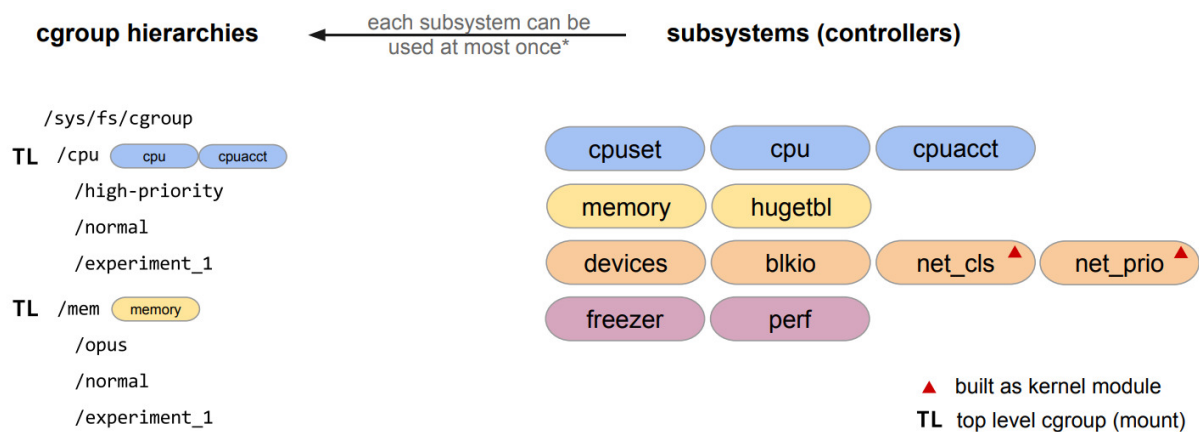 cgroup hierarchies
each subsystem can be
used at most once*
subsystems (controllers)
/sys/fs/cgroup
TL /cpu cpu cpuacct
/high-priority
/normal
/experiment_1
TL /mem memory
/opus
/normal
/experiment_1
cpuset cpu cpuacct
memory hugetbl
devices blkio net_cls net_prio
freezer perf
built as kernel module
TL top level cgroup (mount)